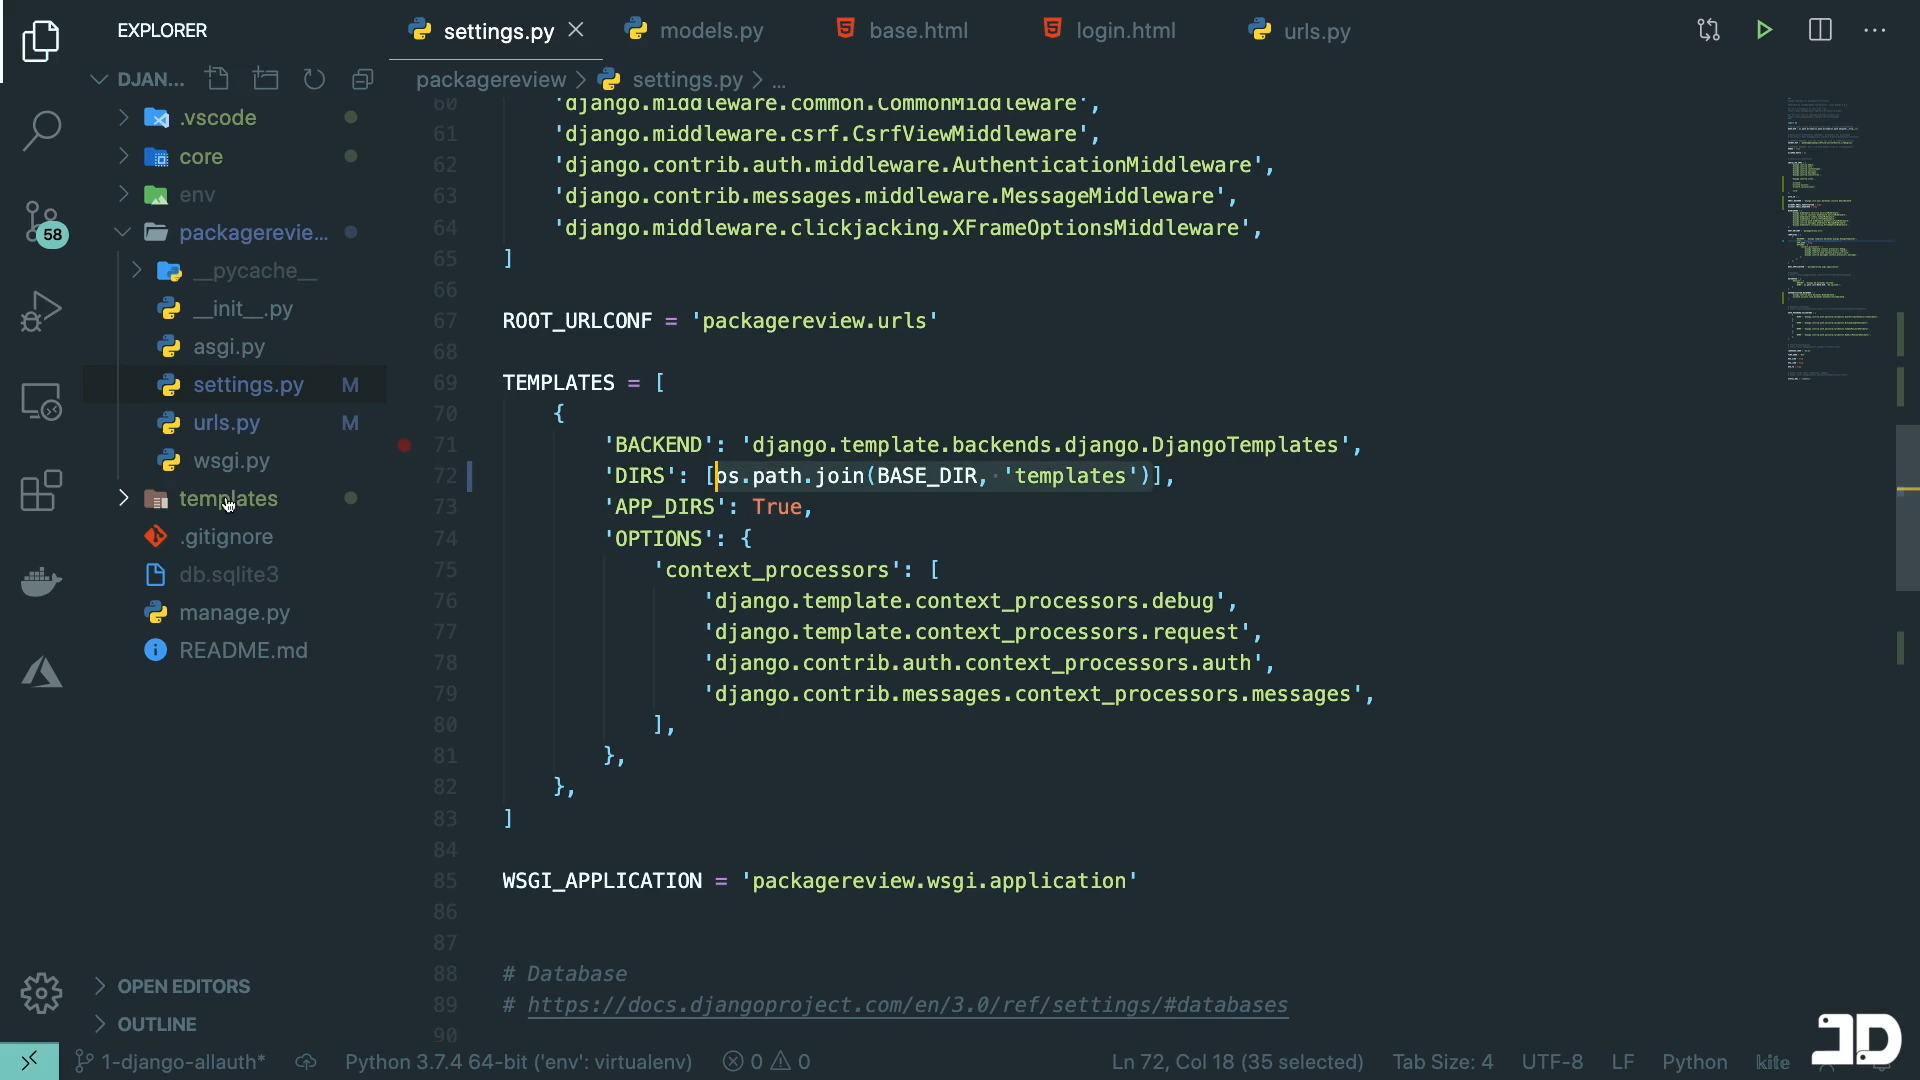 EXPLORER
settings.py
models.py
base.html
login.html
urls.py
DJAN...
packagereview > settings.py > ...
.vscode
core
env
58
packagerevie...
__pycache__
__init__.py
asgi.py
settings.py M
urls.py M
wsgi.py
templates
.gitignore
db.sqlite3
manage.py
README.md
OPEN EDITORS
OUTLINE
60 'django.middleware.common.CommonMiddleware',
61 'django.middleware.csrf.CsrfViewMiddleware',
62 'django.contrib.auth.middleware.AuthenticationMiddleware',
63 'django.contrib.messages.middleware.MessageMiddleware',
64 'django.middleware.clickjacking.XFrameOptionsMiddleware',
65 ]
66
67 ROOT_URLCONF = 'packagereview.urls'
68
69 TEMPLATES = [
70 {
71 'BACKEND': 'django.template.backends.django.DjangoTemplates',
72 'DIRS': [os.path.join(BASE_DIR, 'templates')],
73 'APP_DIRS': True,
74 'OPTIONS': {
75 'context_processors': [
76 'django.template.context_processors.debug',
77 'django.template.context_processors.request',
78 'django.contrib.auth.context_processors.auth',
79 'django.contrib.messages.context_processors.messages',
80 ],
81 },
82 },
83 ]
84
85 WSGI_APPLICATION = 'packagereview.wsgi.application'
86
87
88 # Database
89 # https://docs.djangoproject.com/en/3.0/ref/settings/#databases
90
1-django-allauth*
Python 3.7.4 64-bit ('env': virtualenv)
0 0
Ln 72, Col 18 (35 selected)
Tab Size: 4
UTF-8
LF
Python
kite
JD